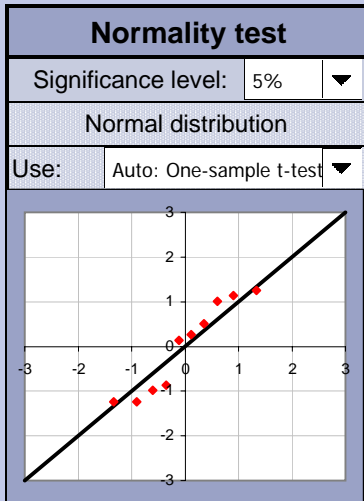 Normality test
Significance level: 5%
Normal distribution
Use: Auto: One-sample t-test
3
2
1
0
-3 -2 -1 0 1 2 3
-1
-2
-3